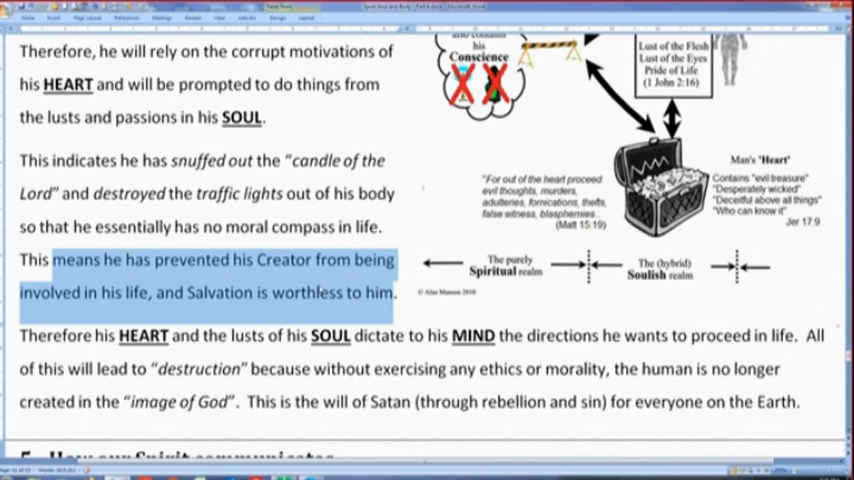 Therefore, he will rely on the corrupt motivations of
his HEART and will be prompted to do things from
the lusts and passions in his SOUL.
This indicates he has snuffed out the “candle of the
Lord” and destroyed the traffic lights out of his body
so that he essentially has no moral compass in life.
This means he has prevented his Creator from being
involved in his life, and Salvation is worthless to him.
his
Conscience
Lust of the Flesh
Lust of the Eyes
Pride of Life
(1 John 2:16)
Man's 'Heart'
Contains "evil treasure"
"Desperately wicked"
"Deceitful above all things"
"Who can know it"
Jer 17:9
"For out of the heart proceed
evil thoughts, murders,
adulteries, fornications, thefts,
false witness, blasphemies...
(Matt 15:19)
The purely
Spiritual realm
The (hybrid)
Soulish realm
© Alan Manson 2010
Therefore his HEART and the lusts of his SOUL dictate to his MIND the directions he wants to proceed in life. All
of this will lead to “destruction” because without exercising any ethics or morality, the human is no longer
created in the “image of God”. This is the will of Satan (through rebellion and sin) for everyone on the Earth.